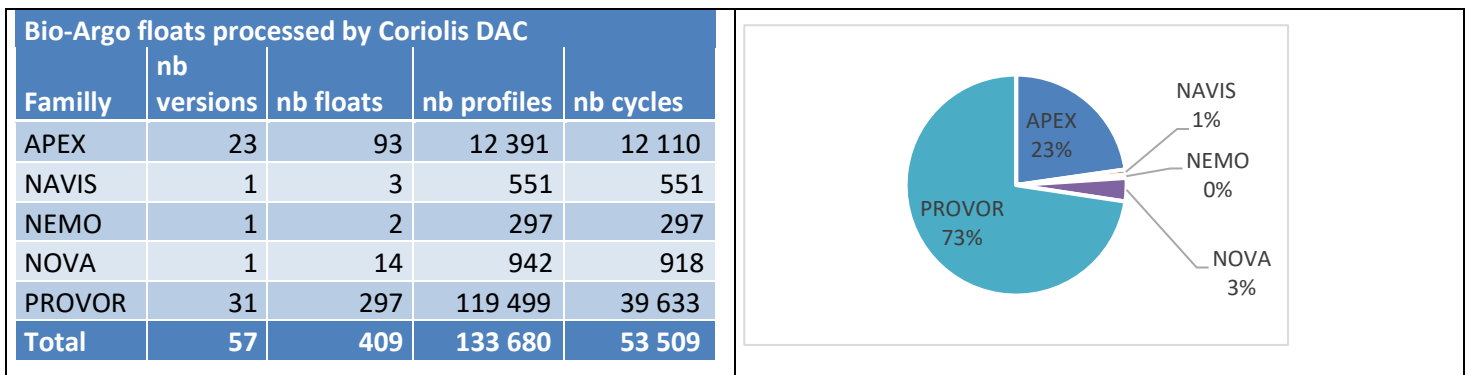 Bio-Argo floats processed by Coriolis DAC
Familly nb versions nb floats nb profiles nb cycles
APEX 23 93 12 391 12 110
NAVIS 1 3 551 551
NEMO 1 2 297 297
NOVA 1 14 942 918
PROVOR 31 297 119 499 39 633
Total 57 409 133 680 53 509
APEX
23%
NAVIS
1%
NEMO
0%
NOVA
3%
PROVOR
73%